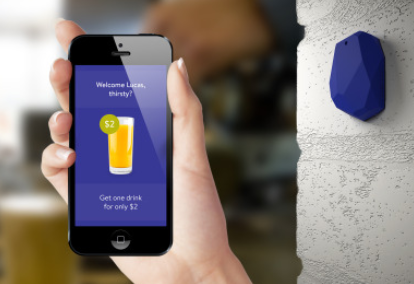 Welcome Lucas,
thirsty?
$2
Get one drink
for only $2